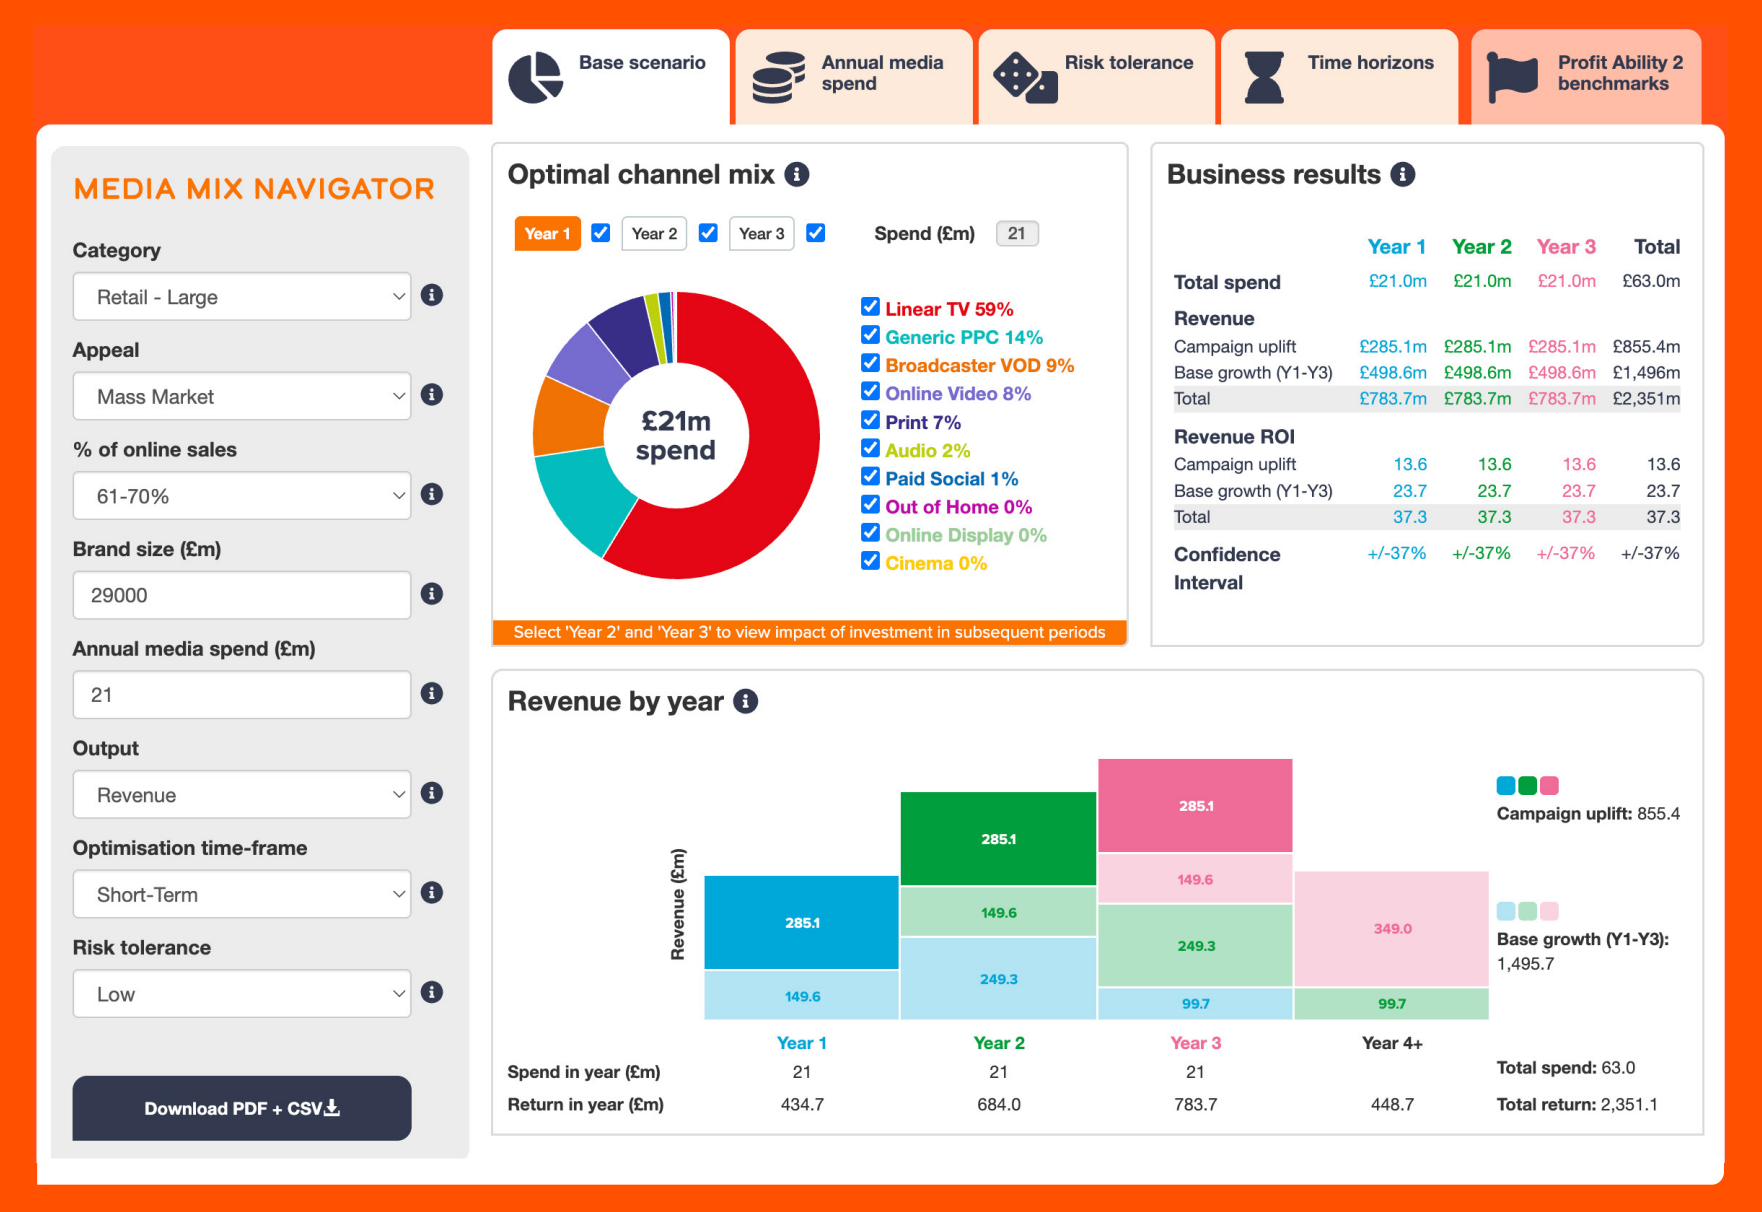 Base scenario
Annual media
spend
Risk tolerance
Time horizons
Profit Ability 2
benchmarks
MEDIA MIX NAVIGATOR
Category
Retail - Large
Appeal
Mass Market
% of online sales
61-70%
Brand size (£m)
29000
Annual media spend (£m)
21
Output
Revenue
Optimisation time-frame
Short-Term
Risk tolerance
Low
Download PDF + CSV
Optimal channel mix
Year 1 Year 2 Year 3 Spend (£m) 21
£21m
spend
Linear TV 59%
Generic PPC 14%
Broadcaster VOD 9%
Online Video 8%
Print 7%
Audio 2%
Paid Social 1%
Out of Home 0%
Online Display 0%
Cinema 0%
Select 'Year 2' and 'Year 3' to view impact of investment in subsequent periods
Business results
Year 1 Year 2 Year 3 Total
Total spend £21.0m £21.0m £21.0m £63.0m
Revenue
Campaign uplift £285.1m £285.1m £285.1m £855.4m
Base growth (Y1-Y3) £498.6m £498.6m £498.6m £1,496m
Total £783.7m £783.7m £783.7m £2,351m
Revenue ROI
Campaign uplift 13.6 13.6 13.6 13.6
Base growth (Y1-Y3) 23.7 23.7 23.7 23.7
Total 37.3 37.3 37.3 37.3
Confidence +/-37% +/-37% +/-37% +/-37%
Interval
Revenue by year
Revenue (£m)
285.1
149.6
285.1
149.6
249.3
285.1
149.6
249.3
99.7
349.0
99.7
Campaign uplift: 855.4
Base growth (Y1-Y3):
1,495.7
Year 1 Year 2 Year 3 Year 4+
Spend in year (£m) 21 21 21 Total spend: 63.0
Return in year (£m) 434.7 684.0 783.7 448.7 Total return: 2,351.1